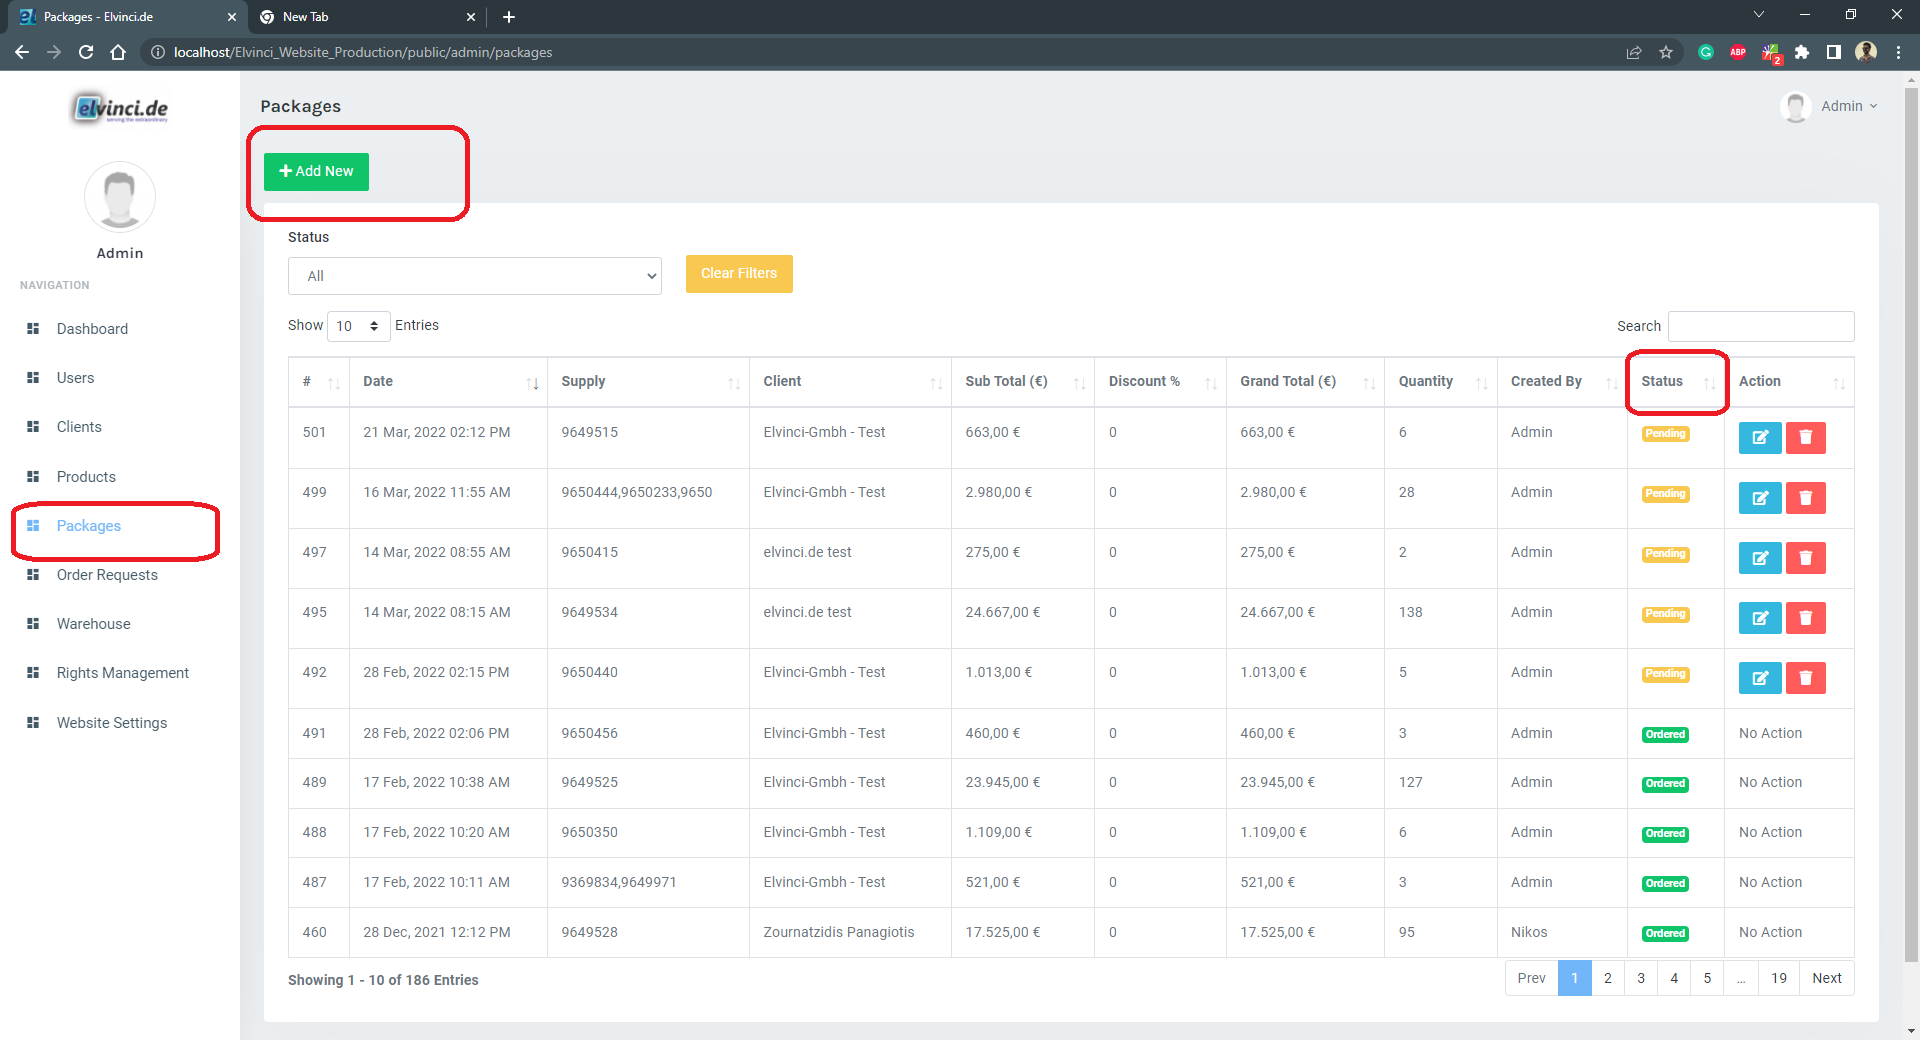 Packages - Elvinci.de
New Tab
localhost/Elvinci_Website_Production/public/admin/packages
ABP
2
elvinci.de
serving the extraordinary
Admin
NAVIGATION
Dashboard
Users
Clients
Products
Packages
Order Requests
Warehouse
Rights Management
Website Settings
Packages
Admin
Add New
Status
All
Clear Filters
Show 10 Entries
Search
# Date Supply Client Sub Total (€) Discount % Grand Total (€) Quantity Created By Status Action
501 21 Mar, 2022 02:12 PM 9649515 Elvinci-Gmbh - Test 663,00 € 0 663,00 € 6 Admin Pending
499 16 Mar, 2022 11:55 AM 9650444,9650233,9650 Elvinci-Gmbh - Test 2.980,00 € 0 2.980,00 € 28 Admin Pending
497 14 Mar, 2022 08:55 AM 9650415 elvinci.de test 275,00 € 0 275,00 € 2 Admin Pending
495 14 Mar, 2022 08:15 AM 9649534 elvinci.de test 24.667,00 € 0 24.667,00 € 138 Admin Pending
492 28 Feb, 2022 02:15 PM 9650440 Elvinci-Gmbh - Test 1.013,00 € 0 1.013,00 € 5 Admin Pending
491 28 Feb, 2022 02:06 PM 9650456 Elvinci-Gmbh - Test 460,00 € 0 460,00 € 3 Admin Ordered No Action
489 17 Feb, 2022 10:38 AM 9649525 Elvinci-Gmbh - Test 23.945,00 € 0 23.945,00 € 127 Admin Ordered No Action
488 17 Feb, 2022 10:20 AM 9650350 Elvinci-Gmbh - Test 1.109,00 € 0 1.109,00 € 6 Admin Ordered No Action
487 17 Feb, 2022 10:11 AM 9369834,9649971 Elvinci-Gmbh - Test 521,00 € 0 521,00 € 3 Admin Ordered No Action
460 28 Dec, 2021 12:12 PM 9649528 Zournatzidis Panagiotis 17.525,00 € 0 17.525,00 € 95 Nikos Ordered No Action
Showing 1 - 10 of 186 Entries
Prev 1 2 3 4 5 ... 19 Next